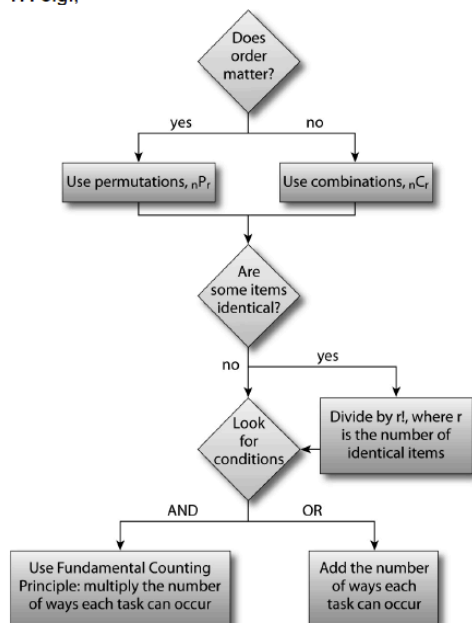 Does
order
matter?
yes
no
Use permutations, ₙPᵣ
Use combinations, ₙCᵣ
Are
some items
identical?
no
yes
Look
for
conditions
Divide by r!, where r
is the number of
identical items
AND
OR
Use Fundamental Counting
Principle: multiply the number
of ways each task can occur
Add the number
of ways each
task can occur